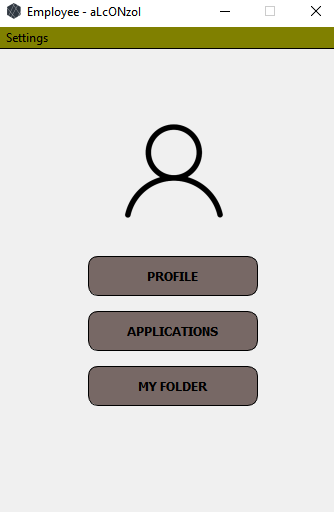 Employee - aLcONzol
Settings
PROFILE
APPLICATIONS
MY FOLDER